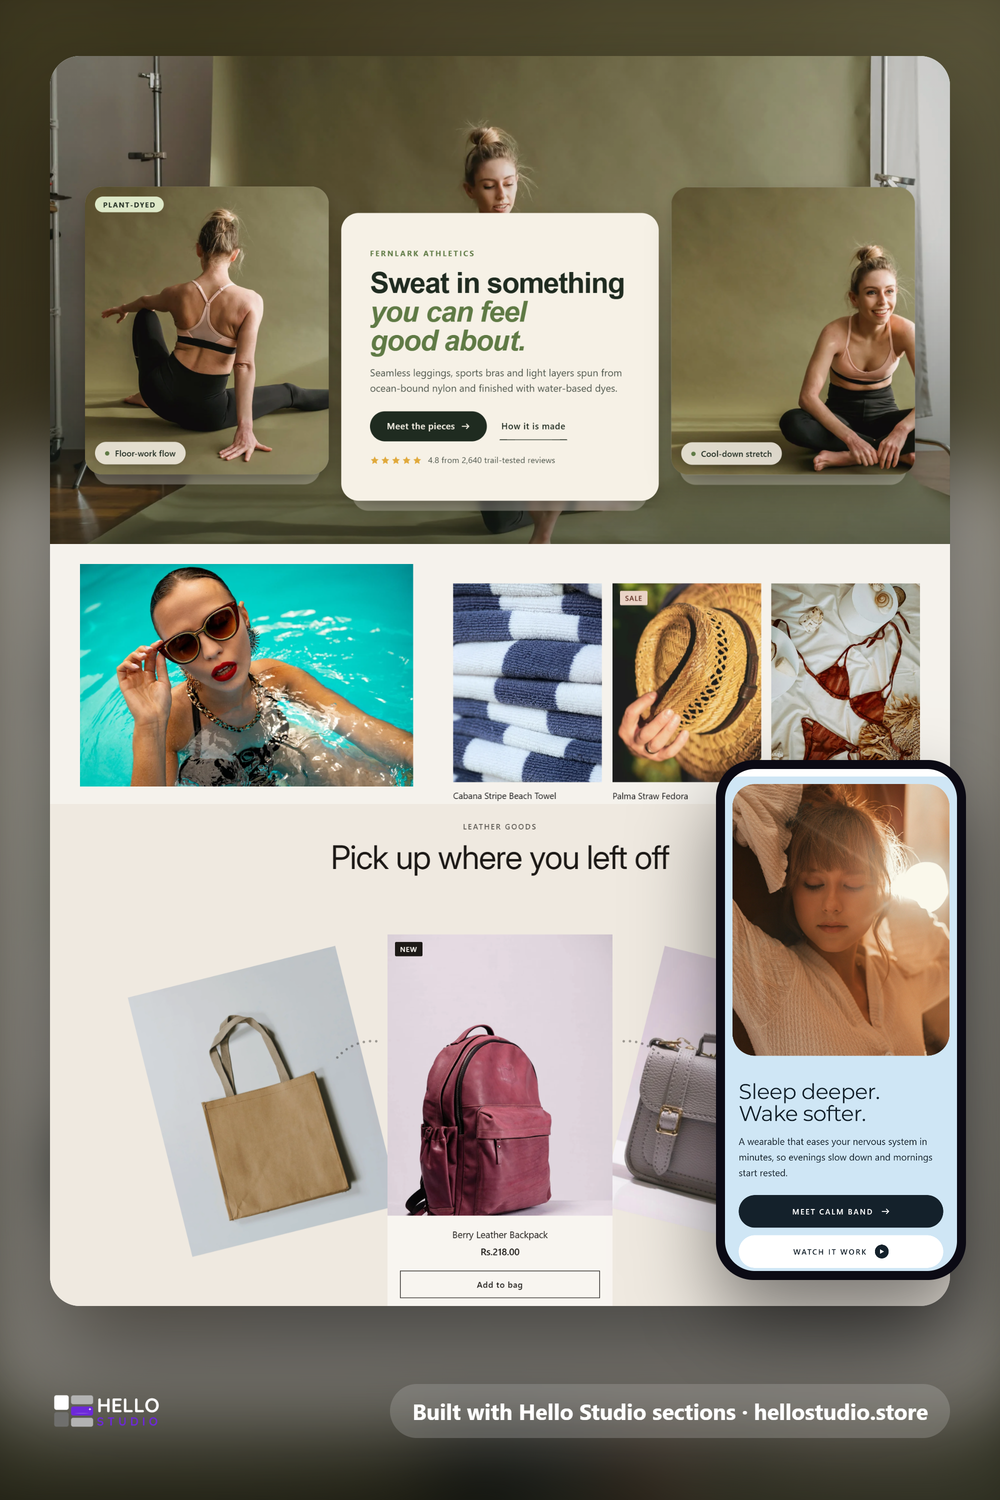 PLANT-DYED
Floor-work flow
FERNLARK ATHLETICS
Sweat in something
you can feel
good about.
Seamless leggings, sports bras and light layers spun from
ocean-bound nylon and finished with water-based dyes.
Meet the pieces →
How it is made
★★★★★ 4.8 from 2,640 trail-tested reviews
Cool-down stretch
Cabana Stripe Beach Towel
SALE
Palma Straw Fedora
LEATHER GOODS
Pick up where you left off
NEW
Berry Leather Backpack
Rs.218.00
Add to bag
Sleep deeper.
Wake softer.
A wearable that eases your nervous system in
minutes, so evenings slow down and mornings
start rested.
MEET CALM BAND →
WATCH IT WORK
HELLO
STUDIO
Built with Hello Studio sections · hellostudio.store